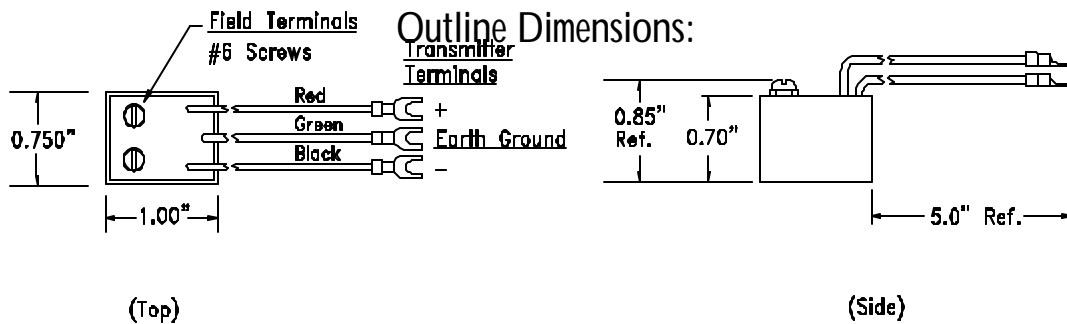 Outline Dimensions:
Field Terminals
#6 Screws
Transmitter
Terminals
Red
+
Green
Earth Ground
Black
-
0.750"
1.00"
0.85"
Ref.
0.70"
5.0" Ref.
(Top)
(Side)